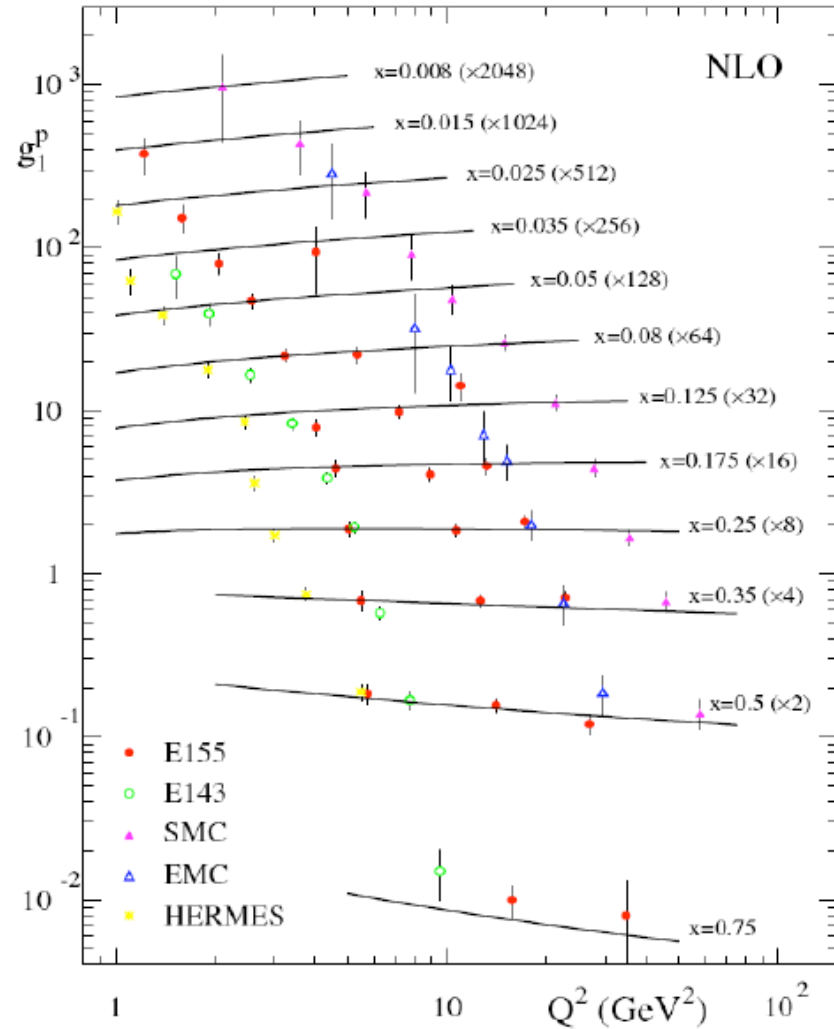 NLO
g₁ᵖ
10³
10²
10
1
10⁻¹
10⁻²
x=0.008 (×2048)
x=0.015 (×1024)
x=0.025 (×512)
x=0.035 (×256)
x=0.05 (×128)
x=0.08 (×64)
x=0.125 (×32)
x=0.175 (×16)
x=0.25 (×8)
x=0.35 (×4)
x=0.5 (×2)
x=0.75
E155
E143
SMC
EMC
HERMES
1 10 10²
Q² (GeV²)